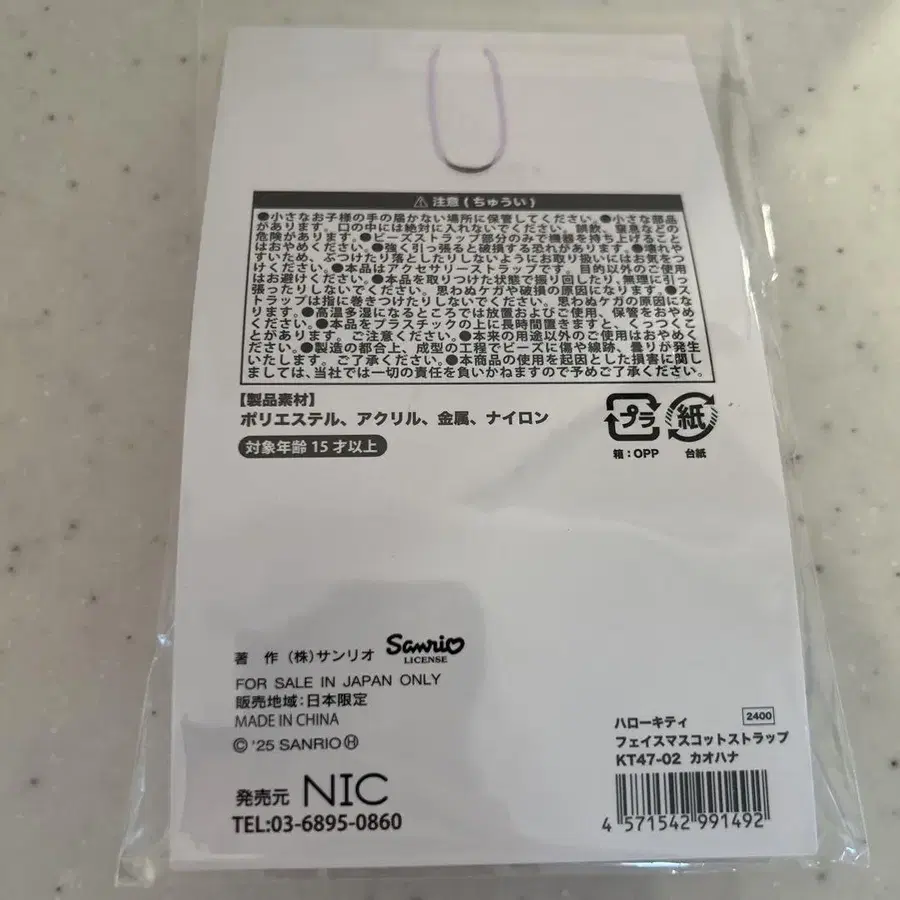 ⚠ 注意(ちゅうい)
●小さなお子様の手の届かない場所に保管してください。●小さな部品
があります。口の中には絶対に入れないでください。誤飲、窒息などの
危険があります。●ビーズストラップ部分のみで機器を持ち上げること
はおやめください。●強く引っ張ると破損する恐れがあります。●壊れや
すいため、ぶつけたり落としたりしないようにお取り扱いにはお気をつ
けください。●本品はアクセサリーストラップです。目的以外のご使用
はお避けください。●本品を取りつけた状態で振り回したり、無理に引っ
張ったりしないでください。思わぬケガや破損の原因になります。●ス
トラップは指に巻きつけたりしないでください。思わぬケガの原因にな
ります。●高温多湿になるところでは放置およびご使用、保管をおやめ
ください。●本品をプラスチックの上に長時間置きますと、くっつくこ
とがあります。ご注意ください。●本来の用途以外のご使用はおやめく
ださい。●製造の都合上、成型の工程でビーズに傷や線跡、曇りが発生
いたします。ご了承ください。●本商品の使用を起因とした損害に関し
ましては、当社では一切の責任を負いかねますので予めご了承ください。
【製品素材】
ポリエステル、アクリル、金属、ナイロン
対象年齢15才以上
プラ 紙
箱:OPP 台紙
著 作 (株)サンリオ Sanrio
LICENSE
FOR SALE IN JAPAN ONLY
販売地域:日本限定
MADE IN CHINA
© '25 SANRIO Ⓗ
発売元 NIC
TEL:03-6895-0860
ハローキティ 2400
フェイスマスコットストラップ
KT47-02 カオハナ
4 571542 991492